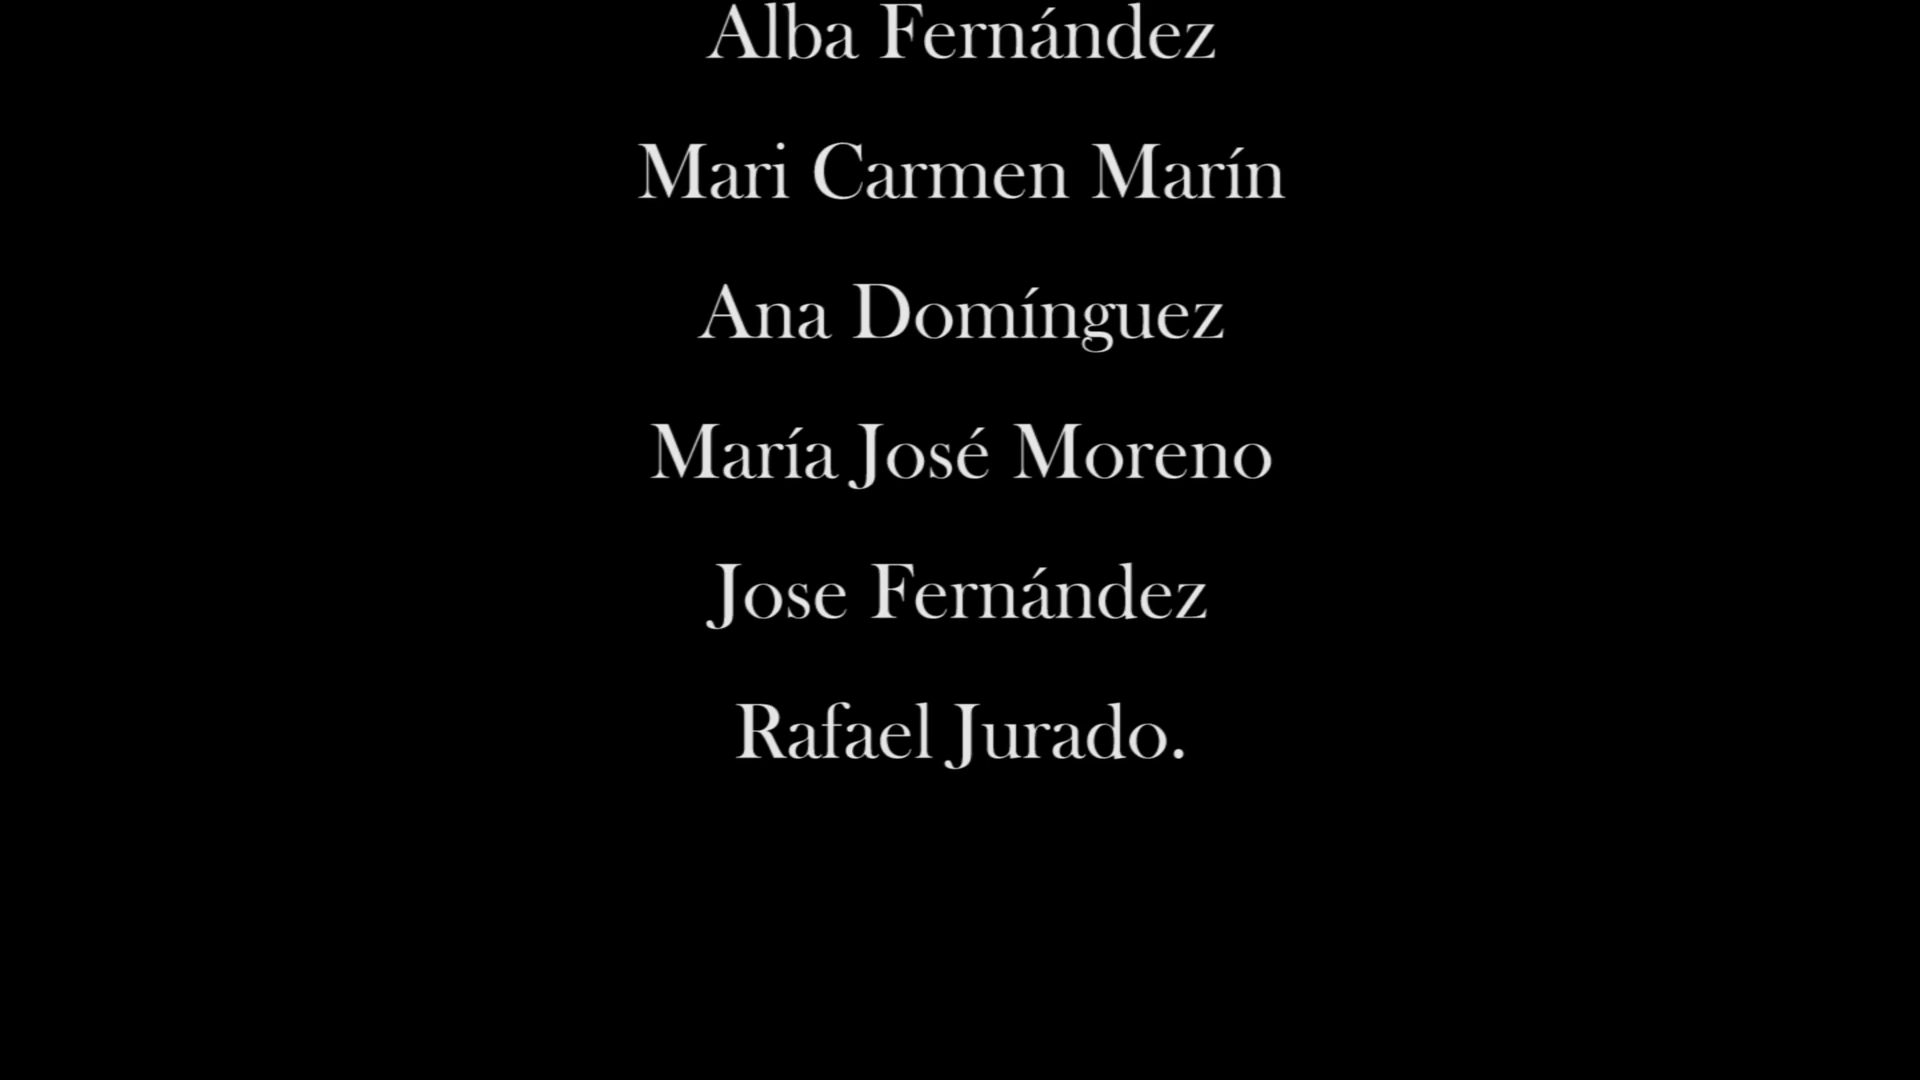 Alba Fernández
Mari Carmen Marín
Ana Domínguez
María José Moreno
Jose Fernández
Rafael Jurado.